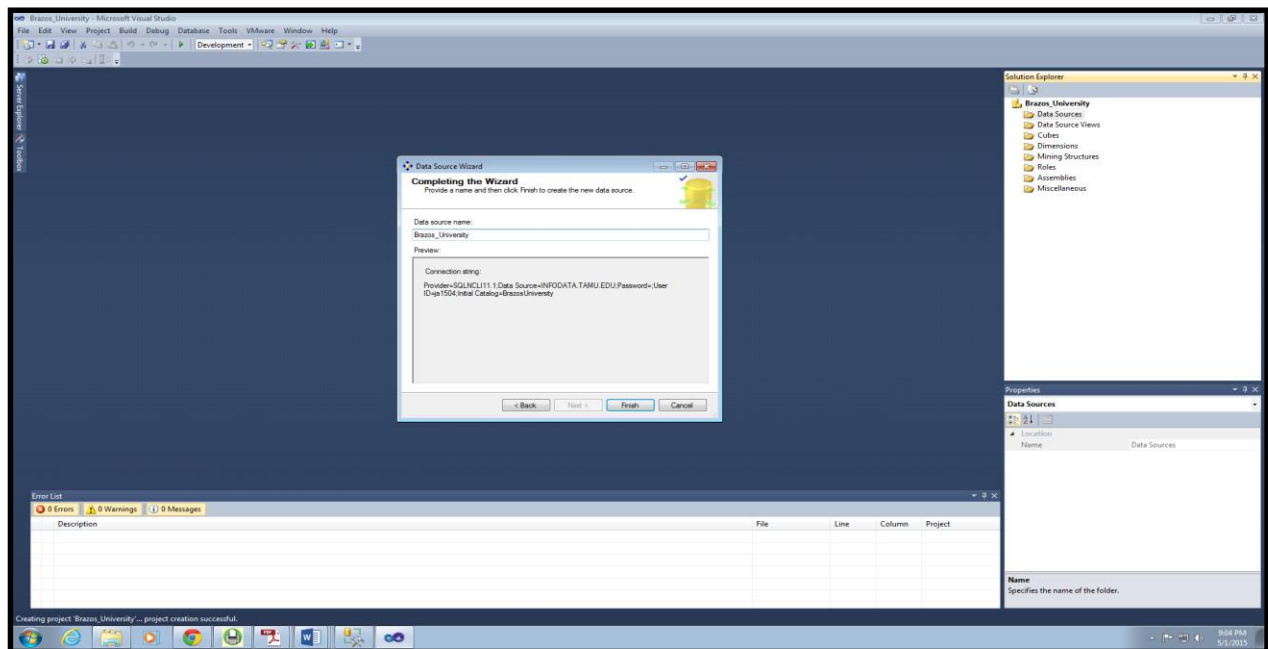 Brazos_University - Microsoft Visual Studio
File Edit View Project Build Debug Database Tools VMware Window Help
Development
Server Explorer
Toolbox
Solution Explorer
Brazos_University
Data Sources
Data Source Views
Cubes
Dimensions
Mining Structures
Roles
Assemblies
Miscellaneous
Data Source Wizard
Completing the Wizard
Provide a name and then click Finish to create the new data source.
Data source name:
Brazos_University
Preview:
Connection string:
Provider=SQLNCLI11.1;Data Source=INFODATA.TAMU.EDU;Password=;User
ID=ja1504;Initial Catalog=BrazosUniversity
< Back Next > Finish Cancel
Properties
Data Sources
Location
Name Data Sources
Name
Specifies the name of the folder.
Error List
0 Errors 0 Warnings 0 Messages
Description File Line Column Project
Creating project 'Brazos_University'... project creation successful.
9:04 PM
5/1/2015